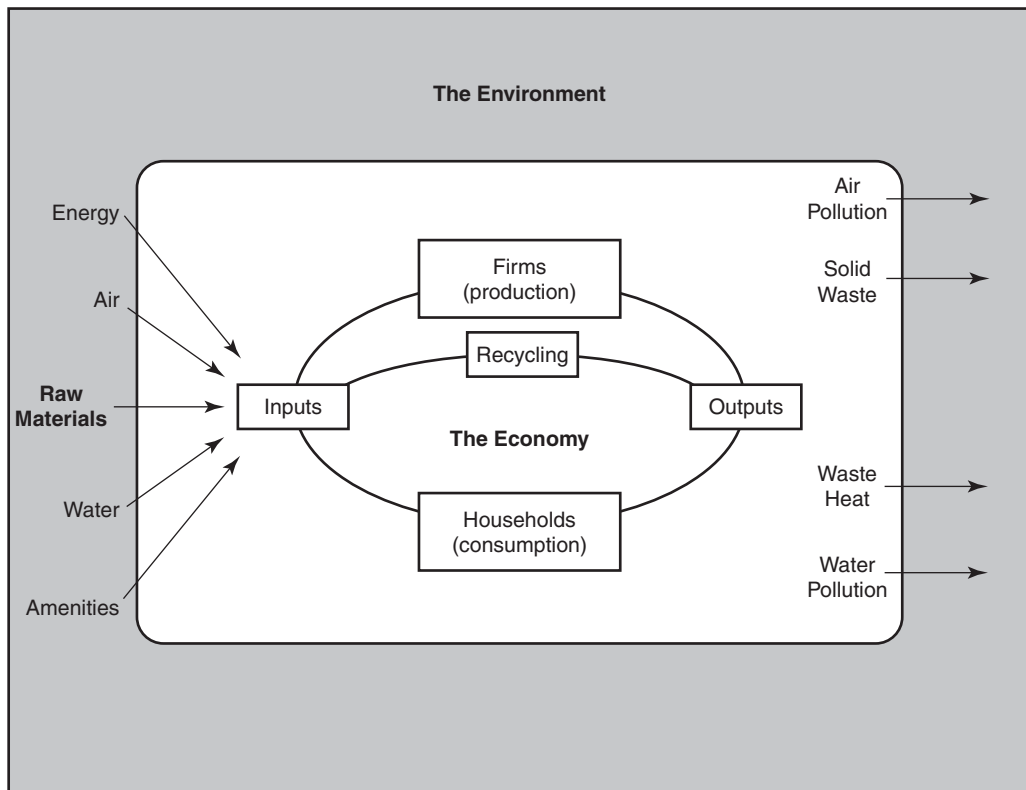 The Environment
Energy
Air
Raw
Materials
Water
Amenities
Inputs
Firms
(production)
Recycling
The Economy
Households
(consumption)
Outputs
Air
Pollution
Solid
Waste
Waste
Heat
Water
Pollution